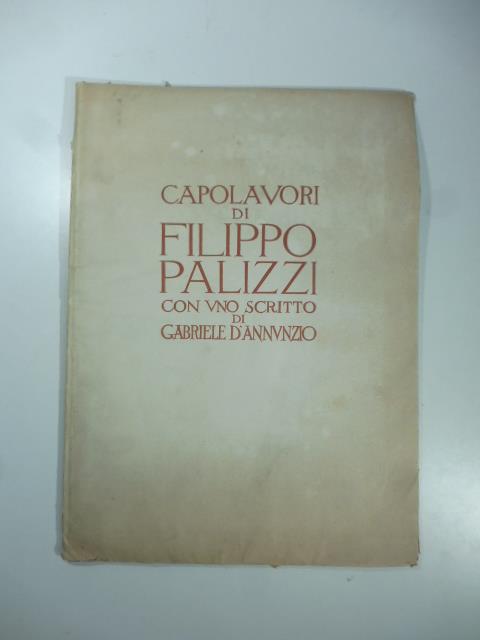 CAPOLAVORI
DI
FILIPPO
PALIZZI
CON VNO SCRITTO
DI
GABRIELE D'ANNVNZIO